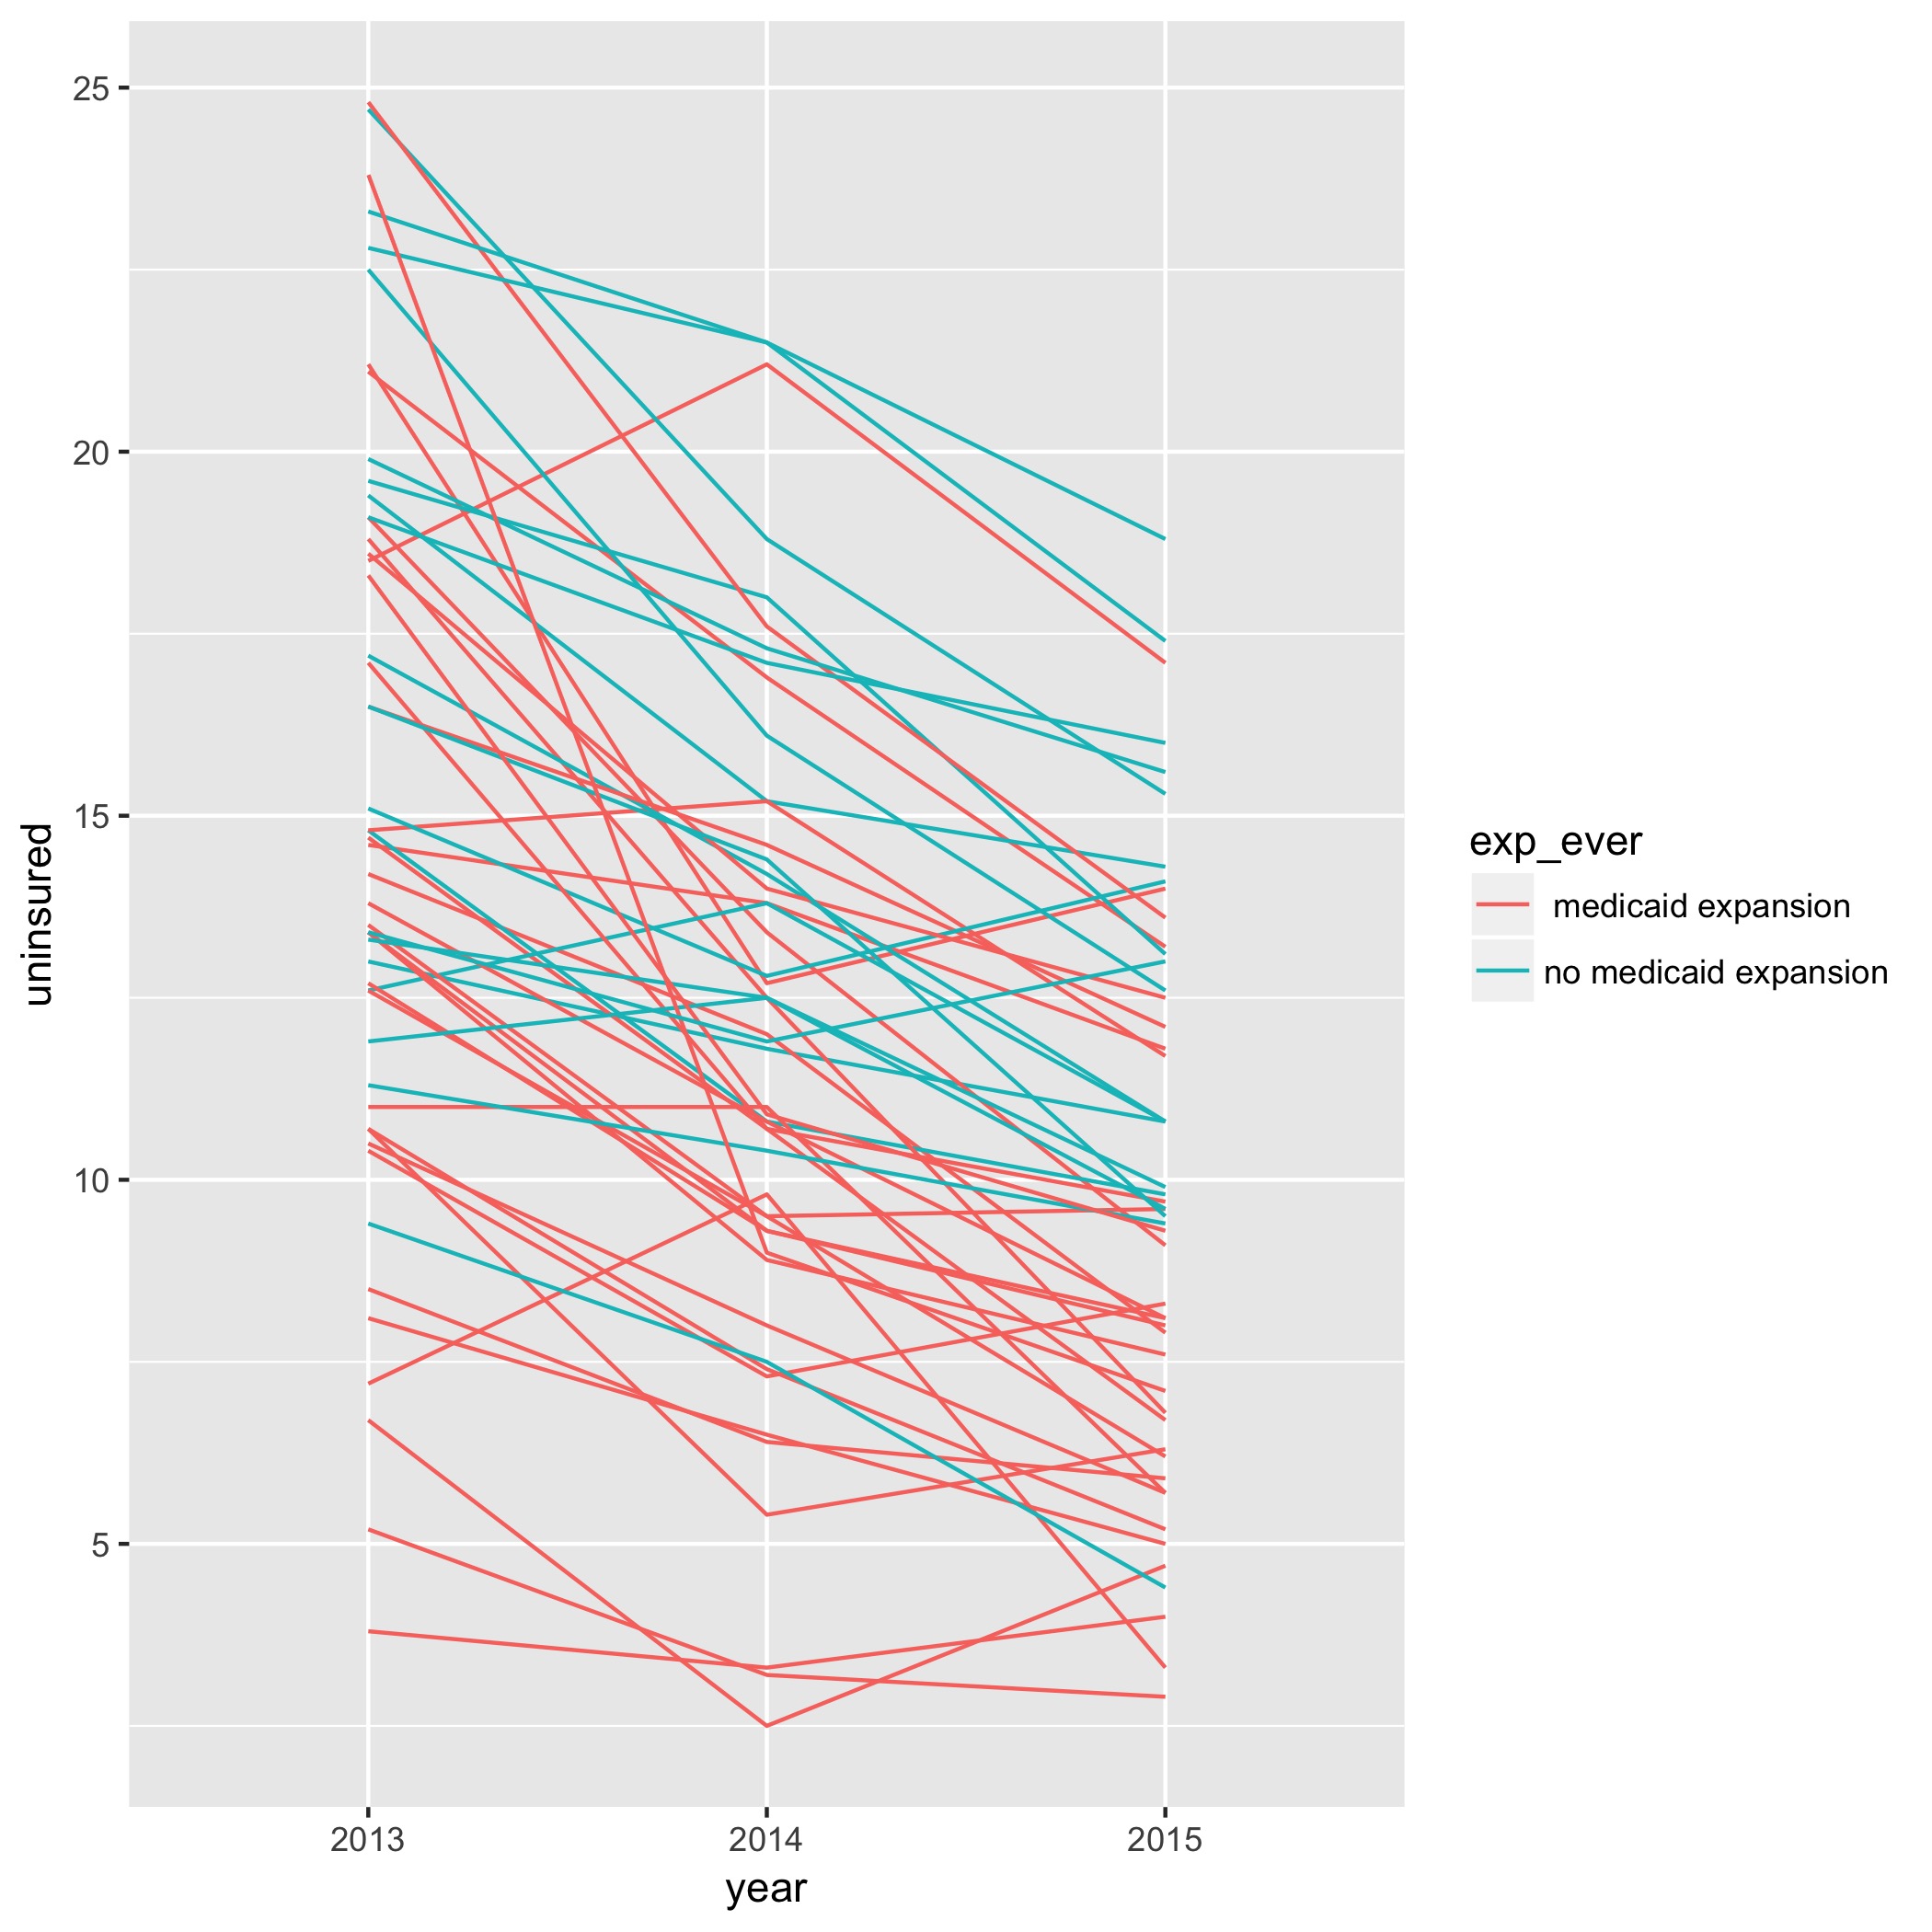 25
20
15
10
5
uninsured
2013 2014 2015
year
exp_ever
medicaid expansion
no medicaid expansion